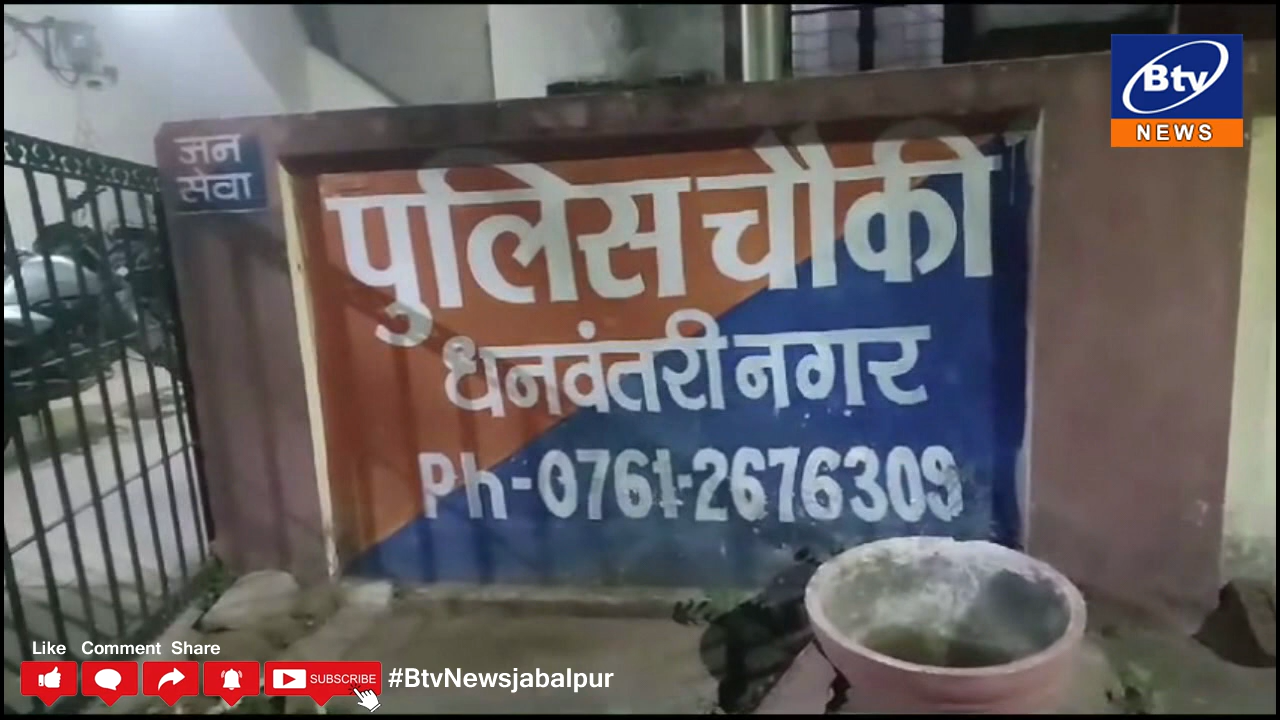 Btv
NEWS
जन
सेवा
पुलिस चौकी
धनवंतरी नगर
Ph-0761-2676309
Like Comment Share
SUBSCRIBE #BtvNewsjabalpur